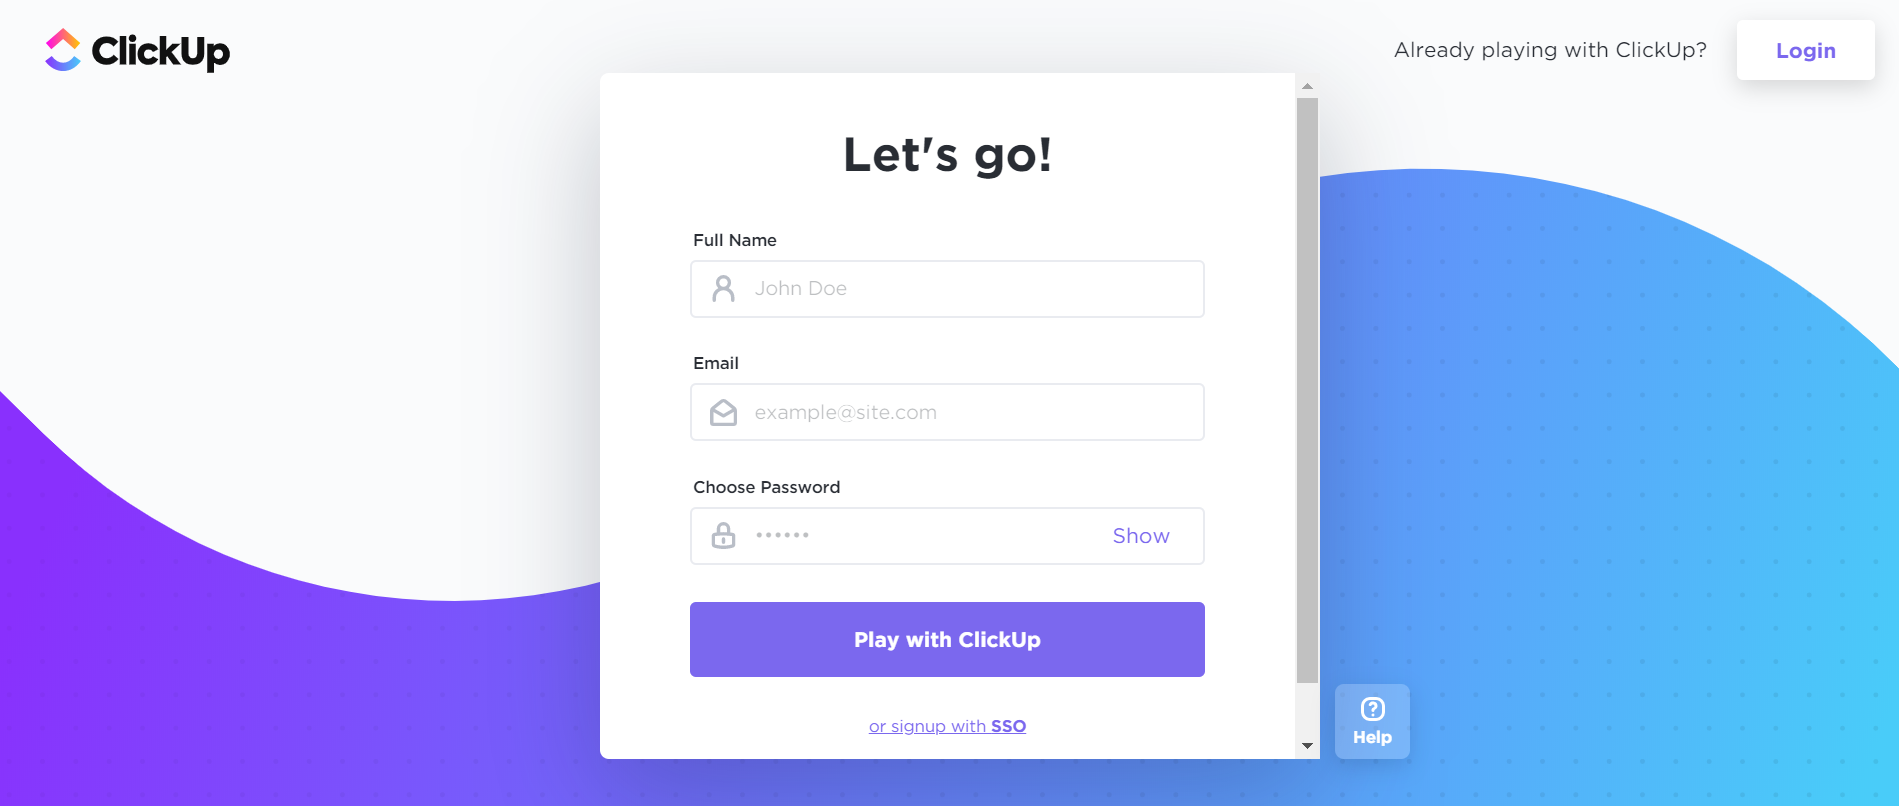 ClickUp
Already playing with ClickUp?
Login
Let's go!
Full Name
John Doe
Email
example@site.com
Choose Password
••••••
Show
Play with ClickUp
or signup with SSO
Help